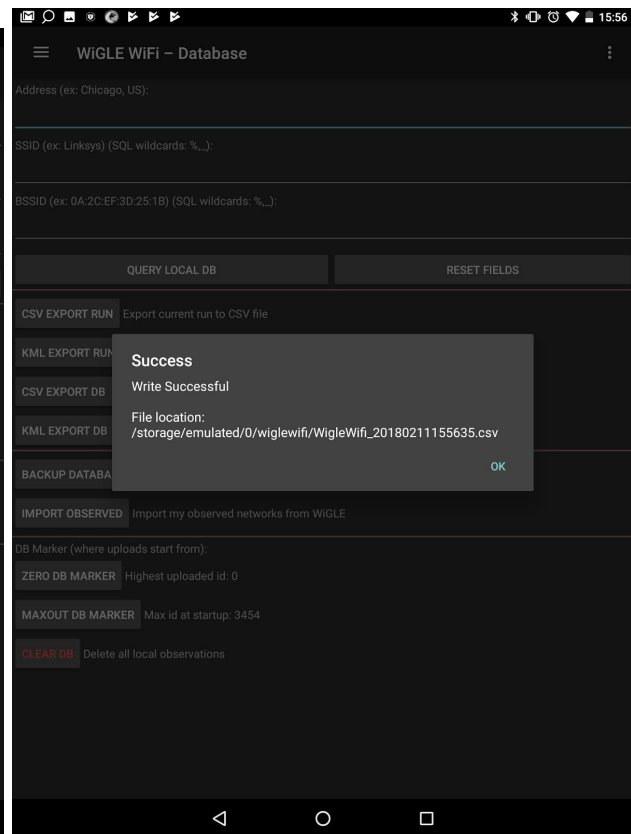 15:56
WiGLE WiFi – Database
Address (ex: Chicago, US):
SSID (ex: Linksys) (SQL wildcards: %,_):
BSSID (ex: 0A:2C:EF:3D:25:1B) (SQL wildcards: %,_):
QUERY LOCAL DB RESET FIELDS
CSV EXPORT RUN Export current run to CSV file
KML EXPORT RUN
CSV EXPORT DB
KML EXPORT DB
Success
Write Successful
File location:
/storage/emulated/0/wiglewifi/WigleWifi_20180211155635.csv
OK
BACKUP DATABA
IMPORT OBSERVED Import my observed networks from WiGLE
DB Marker (where uploads start from):
ZERO DB MARKER Highest uploaded id: 0
MAXOUT DB MARKER Max id at startup: 3454
CLEAR DB Delete all local observations